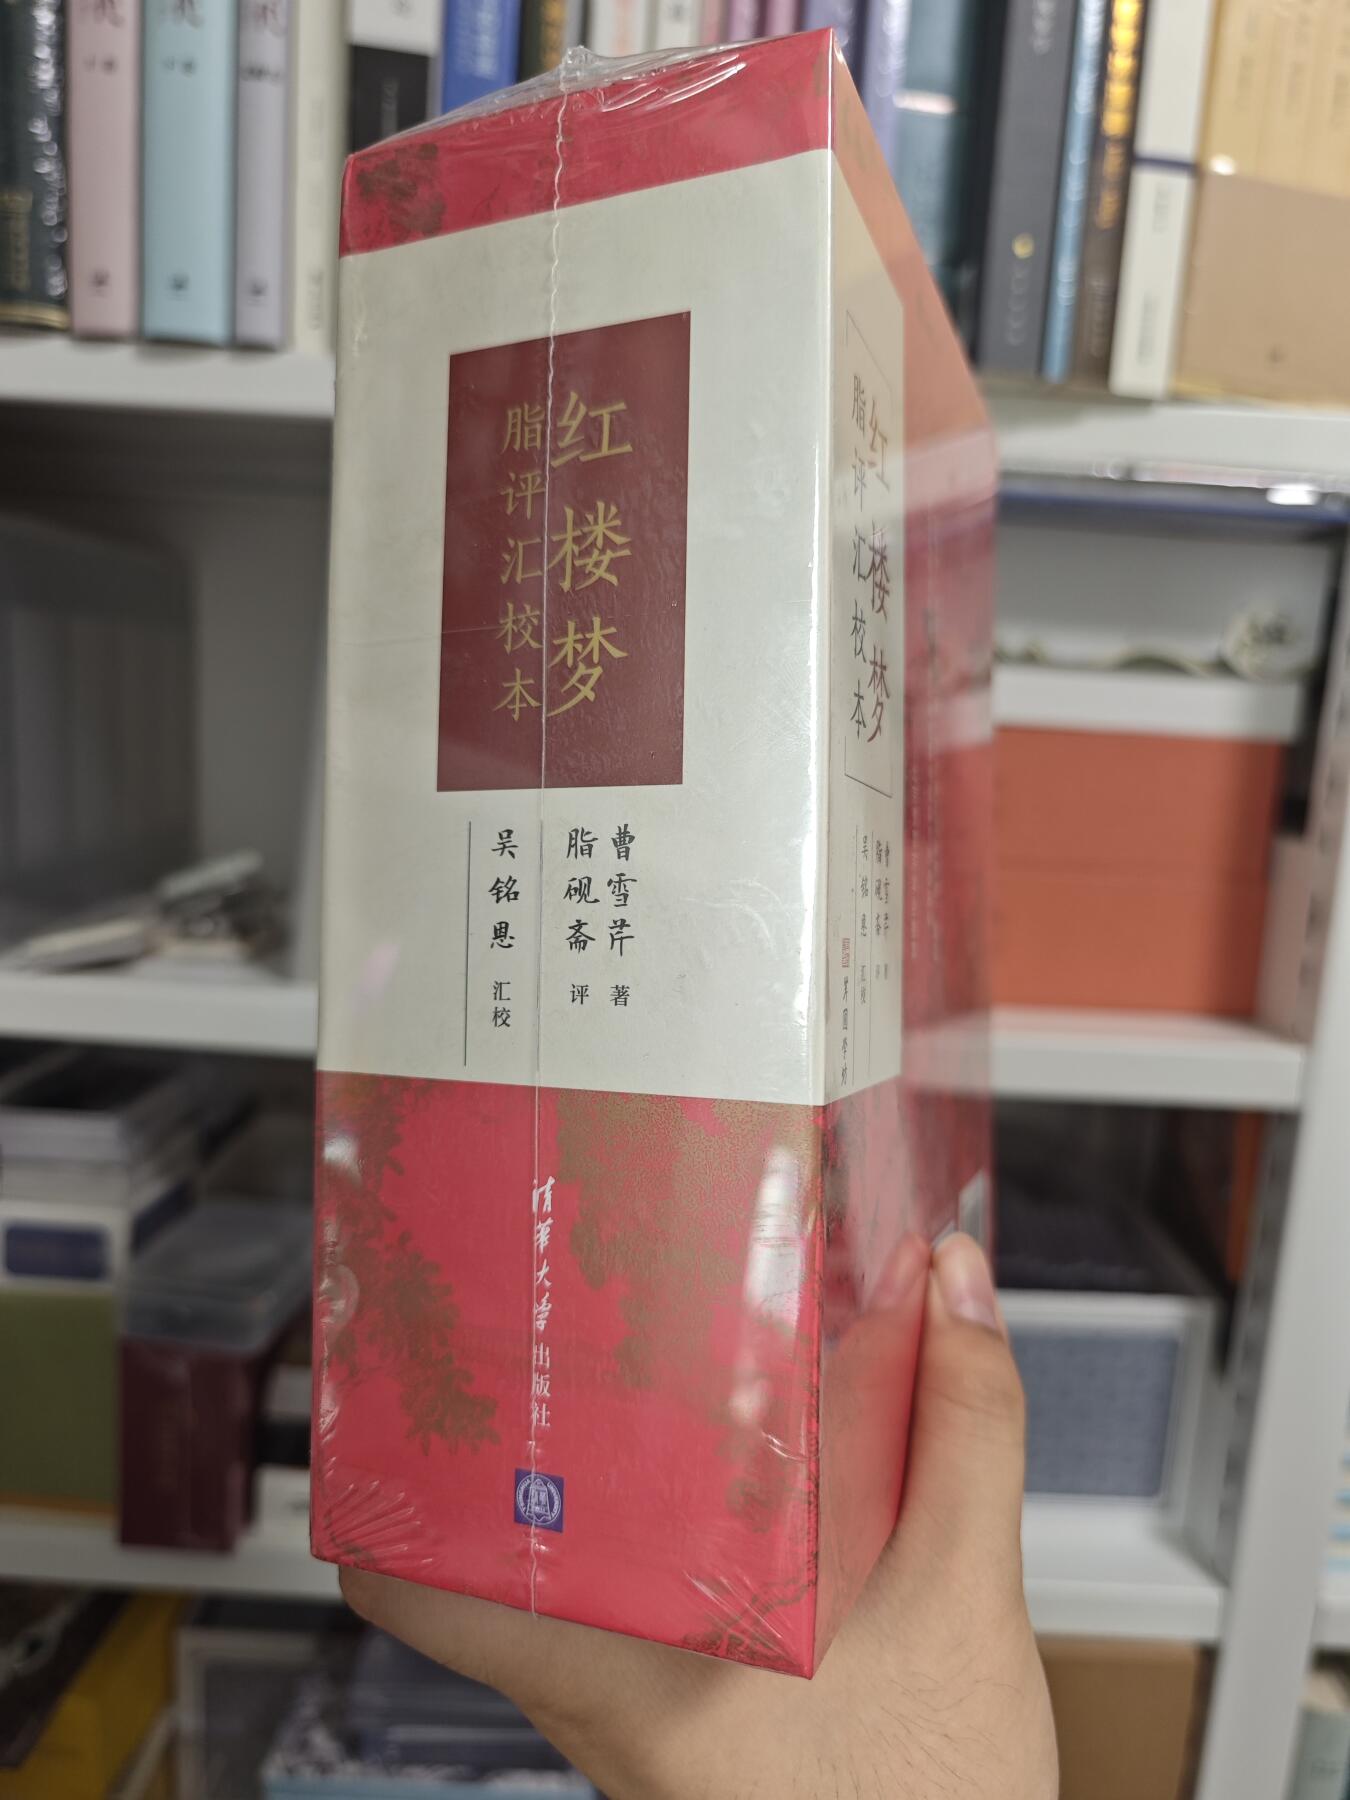 红楼梦
脂评汇校本
曹雪芹 著
脂砚斋 评
吴铭恩 汇校
清华大学出版社
红楼梦
脂评汇校本
曹雪芹 著
脂砚斋 评
吴铭恩 汇校